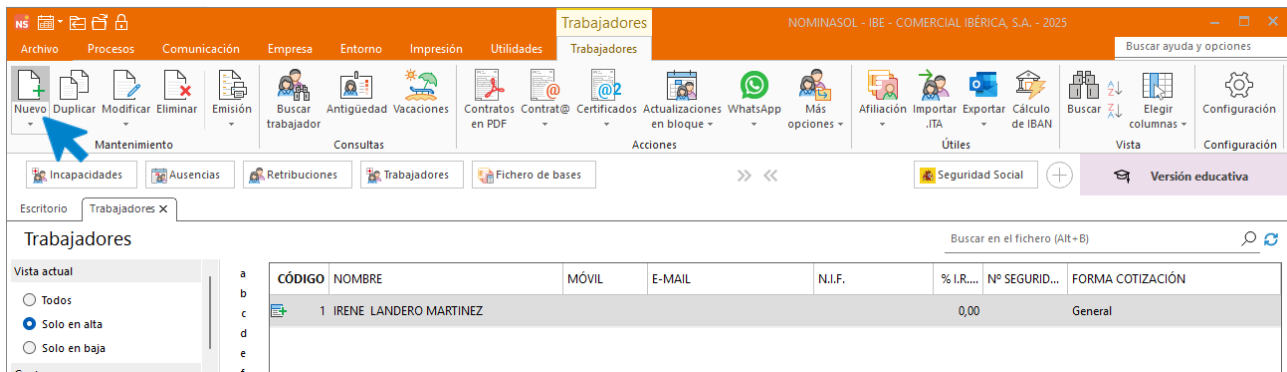 NS Trabajadores NOMINASOL - IBE - COMERCIAL IBÉRICA, S.A. - 2025
Archivo Procesos Comunicación Empresa Entorno Impresión Utilidades Trabajadores Buscar ayuda y opciones
Nuevo Duplicar Modificar Eliminar Emisión Buscar trabajador Antigüedad Vacaciones Contratos en PDF Contrat@ Certificados Actualizaciones en bloque WhatsApp Más opciones Afiliación Importar .ITA Exportar Cálculo de IBAN Buscar Elegir columnas Configuración
Mantenimiento Consultas Acciones Útiles Vista Configuración
Incapacidades Ausencias Retribuciones Trabajadores Fichero de bases Seguridad Social Versión educativa
Escritorio Trabajadores X
Trabajadores Buscar en el fichero (Alt+B)
Vista actual
Todos
Solo en alta
Solo en baja
a
b
c
d
e
CÓDIGO NOMBRE MÓVIL E-MAIL N.I.F. % I.R.... Nº SEGURID... FORMA COTIZACIÓN
1 IRENE LANDERO MARTINEZ 0,00 General